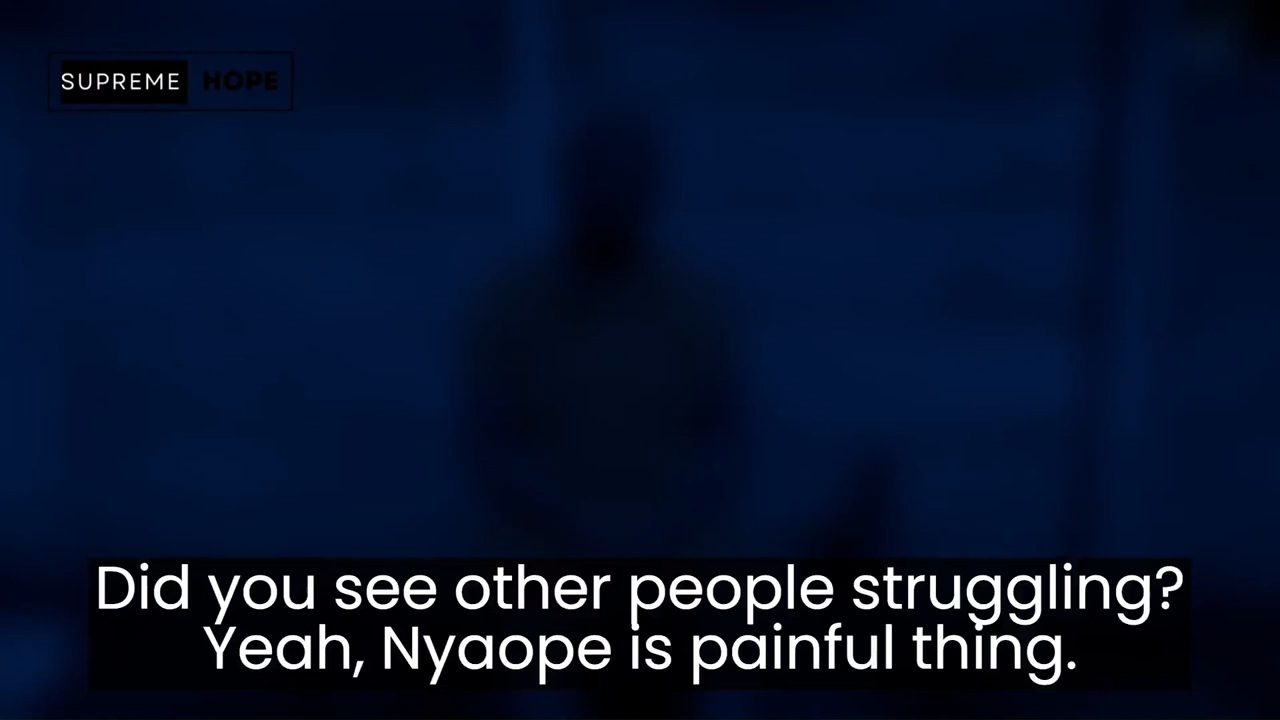 SUPREME HOPE
Did you see other people struggling?
Yeah, Nyaope is painful thing.